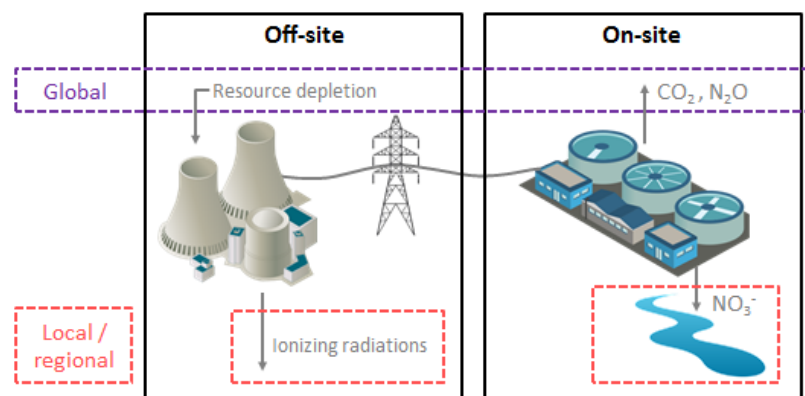 Off-site
On-site
Global
Resource depletion
CO₂ , N₂O
Local /
regional
Ionizing radiations
NO₃⁻